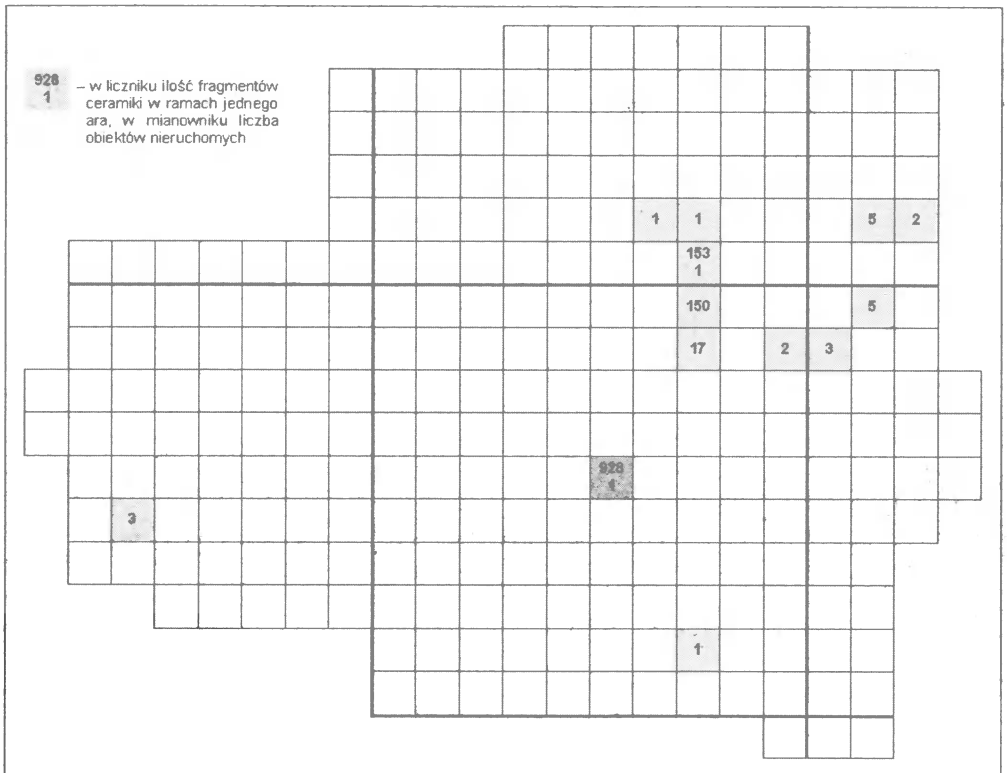 928
1
– w liczniku ilość fragmentów
ceramiki w ramach jednego
ara, w mianowniku liczba
obiektów nieruchomych
1 1 5 2
153
1
150 5
17 2 3
928
1
3
1